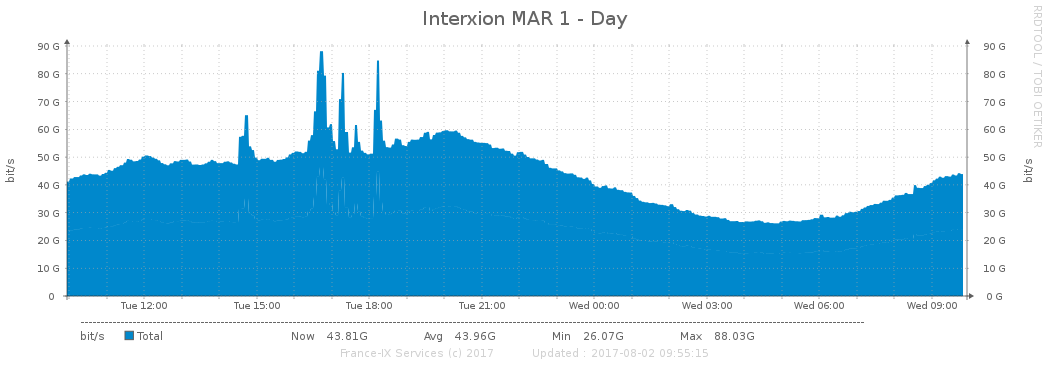 Interxion MAR 1 - Day
RRDTOOL / TOBI OETIKER
bit/s
90 G 90 G
80 G 80 G
70 G 70 G
60 G 60 G
50 G 50 G
40 G 40 G
30 G 30 G
20 G 20 G
10 G 10 G
0 0 G
bit/s
Tue 12:00 Tue 15:00 Tue 18:00 Tue 21:00 Wed 00:00 Wed 03:00 Wed 06:00 Wed 09:00
bit/s Total Now 43.81G Avg 43.96G Min 26.07G Max 88.03G
France-IX Services (c) 2017 Updated : 2017-08-02 09:55:15